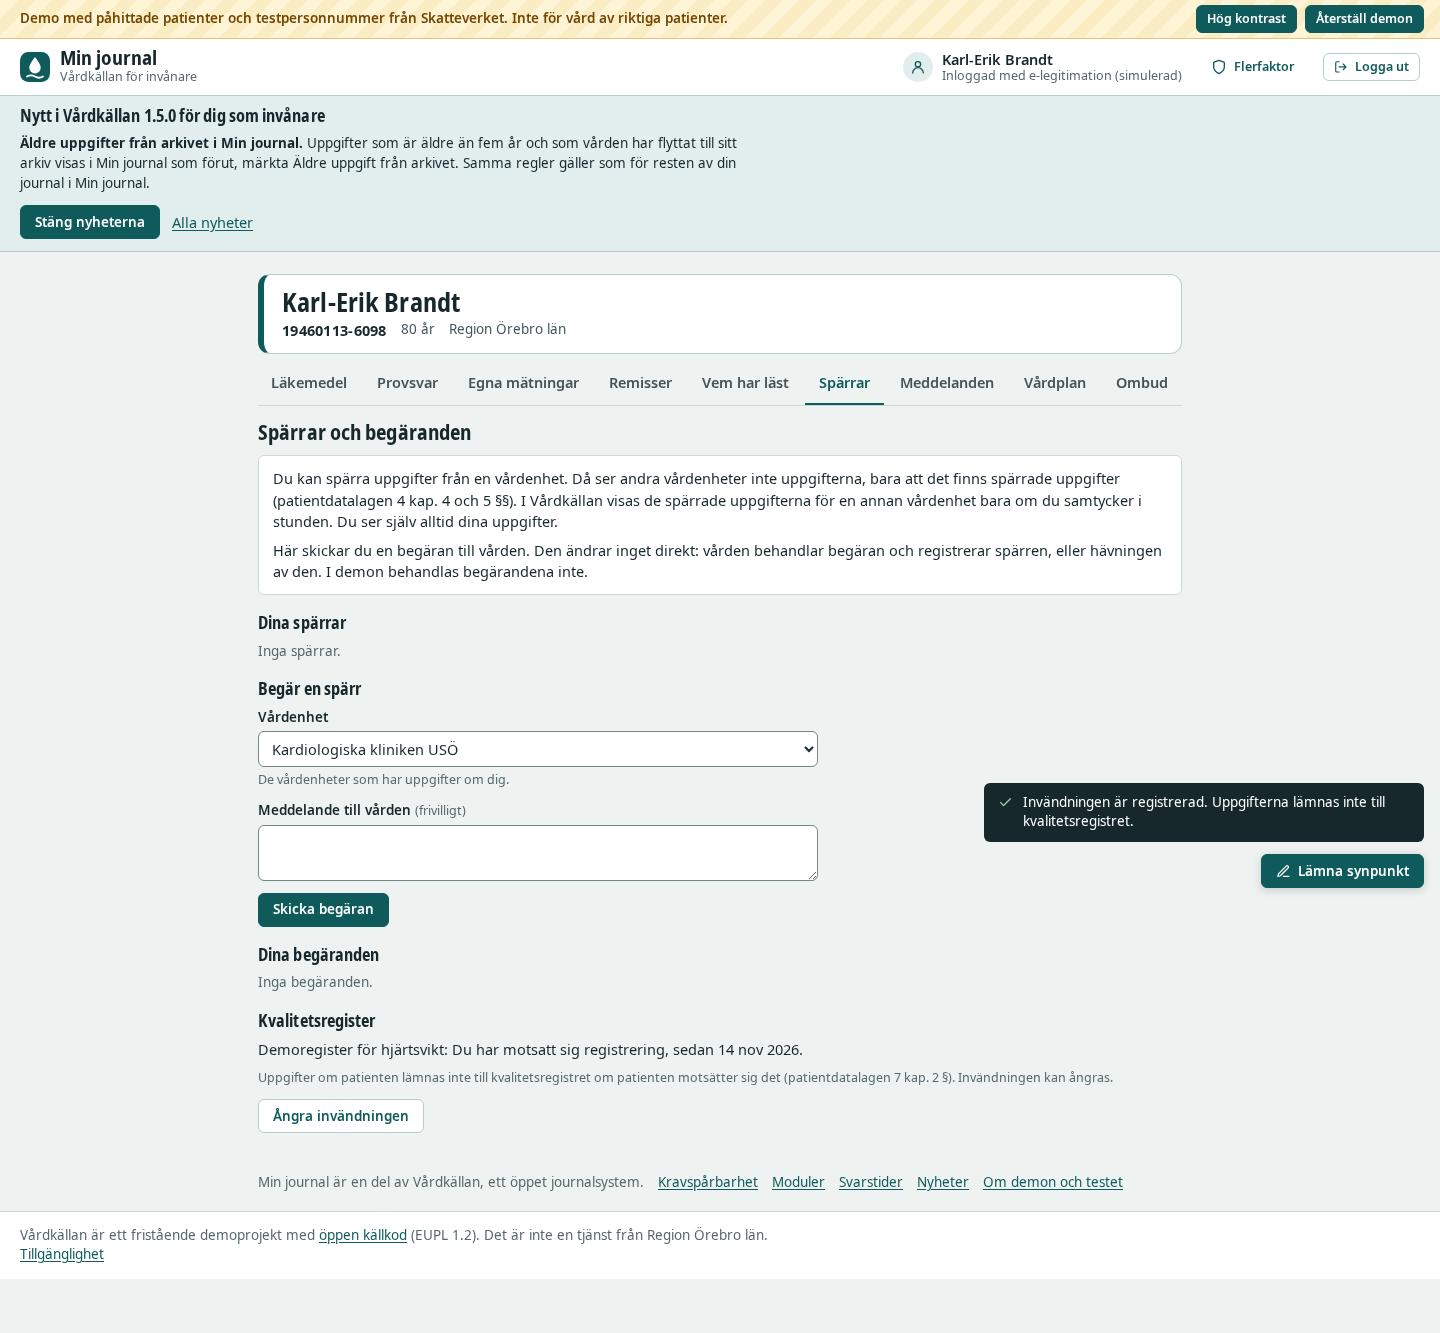 Demo med påhittade patienter och testpersonnummer från Skatteverket. Inte för vård av riktiga patienter.
Hög kontrast
Återställ demon
Min journal
Vårdkällan för invånare
Karl-Erik Brandt
Inloggad med e-legitimation (simulerad)
Flerfaktor
Logga ut
Nytt i Vårdkällan 1.5.0 för dig som invånare
Äldre uppgifter från arkivet i Min journal. Uppgifter som är äldre än fem år och som vården har flyttat till sitt
arkiv visas i Min journal som förut, märkta Äldre uppgift från arkivet. Samma regler gäller som för resten av din
journal i Min journal.
Stäng nyheterna
Alla nyheter
Karl-Erik Brandt
19460113-6098 80 år Region Örebro län
Läkemedel
Provsvar
Egna mätningar
Remisser
Vem har läst
Spärrar
Meddelanden
Vårdplan
Ombud
Spärrar och begäranden
Du kan spärra uppgifter från en vårdenhet. Då ser andra vårdenheter inte uppgifterna, bara att det finns spärrade uppgifter
(patientdatalagen 4 kap. 4 och 5 §§). I Vårdkällan visas de spärrade uppgifterna för en annan vårdenhet bara om du samtycker i
stunden. Du ser själv alltid dina uppgifter.
Här skickar du en begäran till vården. Den ändrar inget direkt: vården behandlar begäran och registrerar spärren, eller hävningen
av den. I demon behandlas begärandena inte.
Dina spärrar
Inga spärrar.
Begär en spärr
Vårdenhet
Kardiologiska kliniken USÖ
De vårdenheter som har uppgifter om dig.
Meddelande till vården (frivilligt)
Invändningen är registrerad. Uppgifterna lämnas inte till
kvalitetsregistret.
Lämna synpunkt
Skicka begäran
Dina begäranden
Inga begäranden.
Kvalitetsregister
Demoregister för hjärtsvikt: Du har motsatt sig registrering, sedan 14 nov 2026.
Uppgifter om patienten lämnas inte till kvalitetsregistret om patienten motsätter sig det (patientdatalagen 7 kap. 2 §). Invändningen kan ångras.
Ångra invändningen
Min journal är en del av Vårdkällan, ett öppet journalsystem. Kravspårbarhet Moduler Svarstider Nyheter Om demon och testet
Vårdkällan är ett fristående demoprojekt med öppen källkod (EUPL 1.2). Det är inte en tjänst från Region Örebro län.
Tillgänglighet